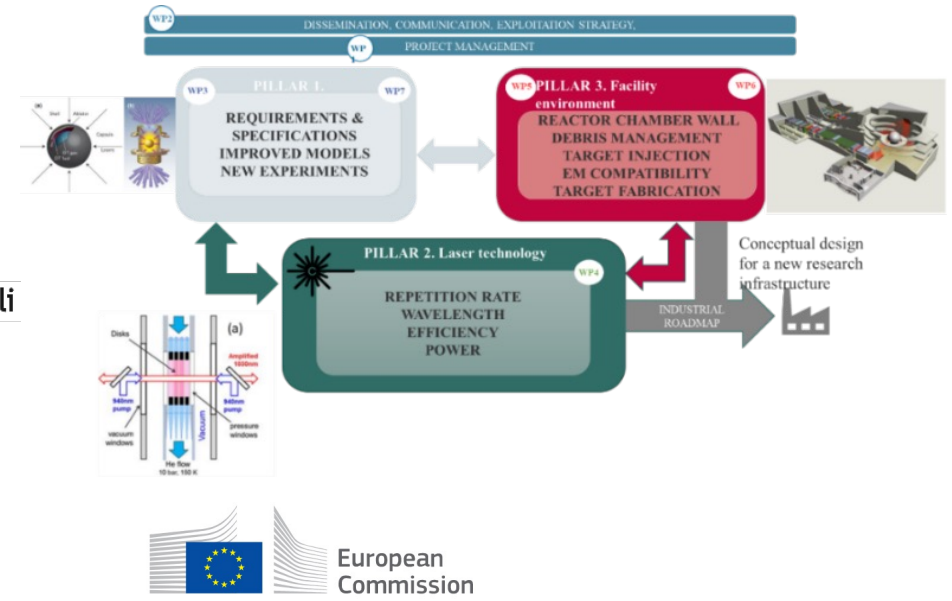 WP2
DISSEMINATION, COMMUNICATION, EXPLOITATION STRATEGY,
WP
PROJECT MANAGEMENT
WP3
PILLAR 1.
WP7
REQUIREMENTS &
SPECIFICATIONS
IMPROVED MODELS
NEW EXPERIMENTS
WP5
PILLAR 3. Facility
environment
WP6
REACTOR CHAMBER WALL
DEBRIS MANAGEMENT
TARGET INJECTION
EM COMPATIBILITY
TARGET FABRICATION
PILLAR 2. Laser technology
WP4
REPETITION RATE
WAVELENGTH
EFFICIENCY
POWER
Conceptual design
for a new research
infrastructure
INDUSTRIAL
ROADMAP
li
(a)
Disks
Amplified
940nm
pump
940nm
pump
Vacuum
vacuum
windows
pressure
windows
He flow
10 bar, 150 K
European
Commission